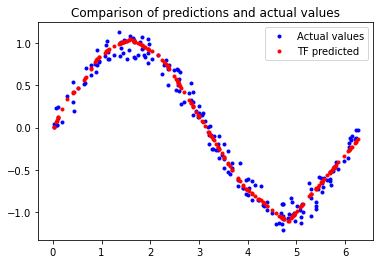 Comparison of predictions and actual values
Actual values
TF predicted
1.0
0.5
0.0
−0.5
−1.0
0 1 2 3 4 5 6